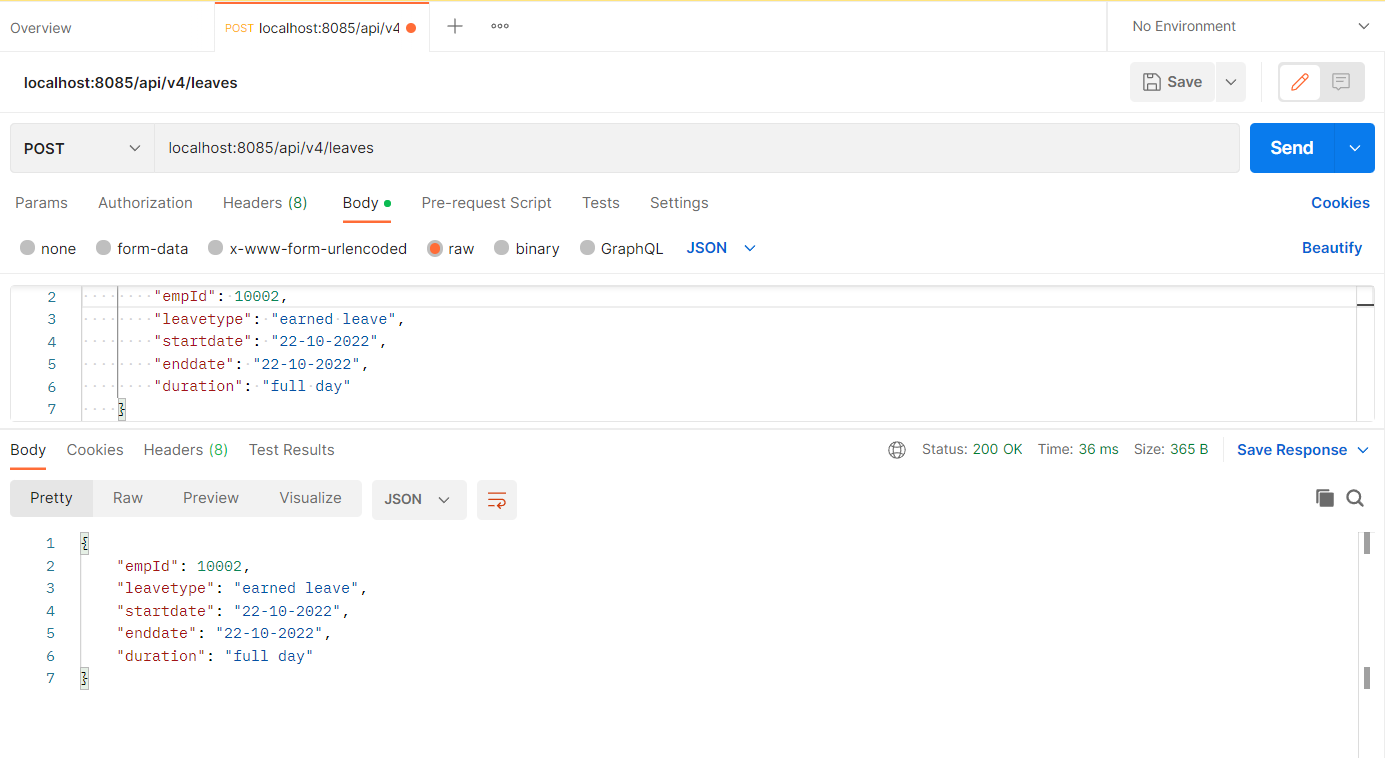 Overview
POST localhost:8085/api/v4
No Environment
localhost:8085/api/v4/leaves
Save
POST
localhost:8085/api/v4/leaves
Send
Params Authorization Headers (8) Body Pre-request Script Tests Settings Cookies
none form-data x-www-form-urlencoded raw binary GraphQL JSON Beautify
2 "empId": 10002,
3 "leavetype": "earned leave",
4 "startdate": "22-10-2022",
5 "enddate": "22-10-2022",
6 "duration": "full day"
7 }
Body Cookies Headers (8) Test Results Status: 200 OK Time: 36 ms Size: 365 B Save Response
Pretty Raw Preview Visualize JSON
1 {
2 "empId": 10002,
3 "leavetype": "earned leave",
4 "startdate": "22-10-2022",
5 "enddate": "22-10-2022",
6 "duration": "full day"
7 }